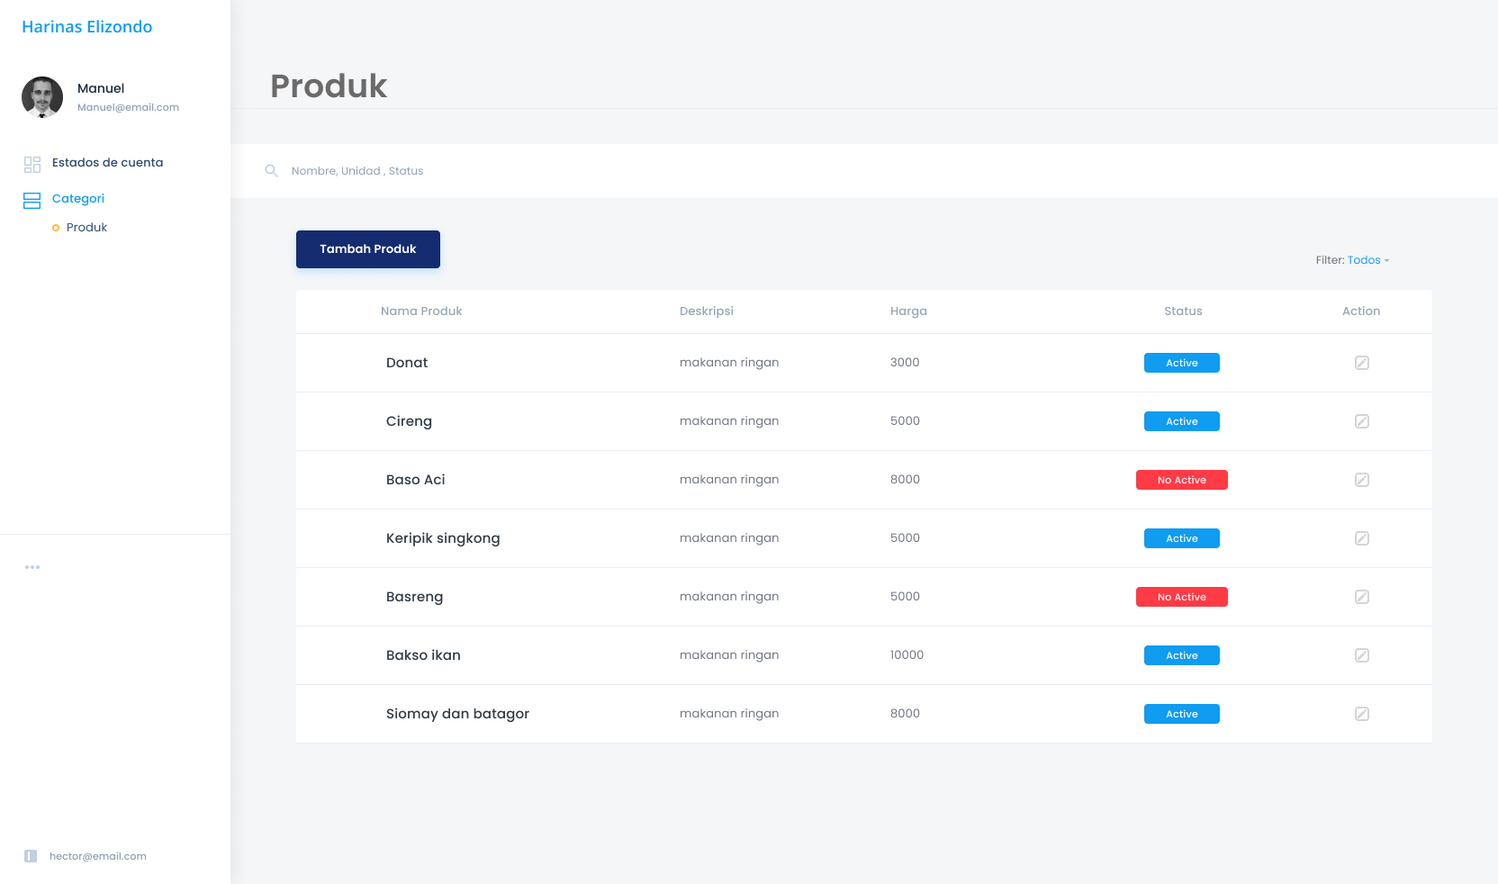 Harinas Elizondo
Manuel
Manuel@email.com
Estados de cuenta
Categori
Produk
hector@email.com
Produk
Nombre, Unidad , Status
Tambah Produk
Filter: Todos
Nama Produk Deskripsi Harga Status Action
Donat makanan ringan 3000 Active
Cireng makanan ringan 5000 Active
Baso Aci makanan ringan 8000 No Active
Keripik singkong makanan ringan 5000 Active
Basreng makanan ringan 5000 No Active
Bakso ikan makanan ringan 10000 Active
Siomay dan batagor makanan ringan 8000 Active